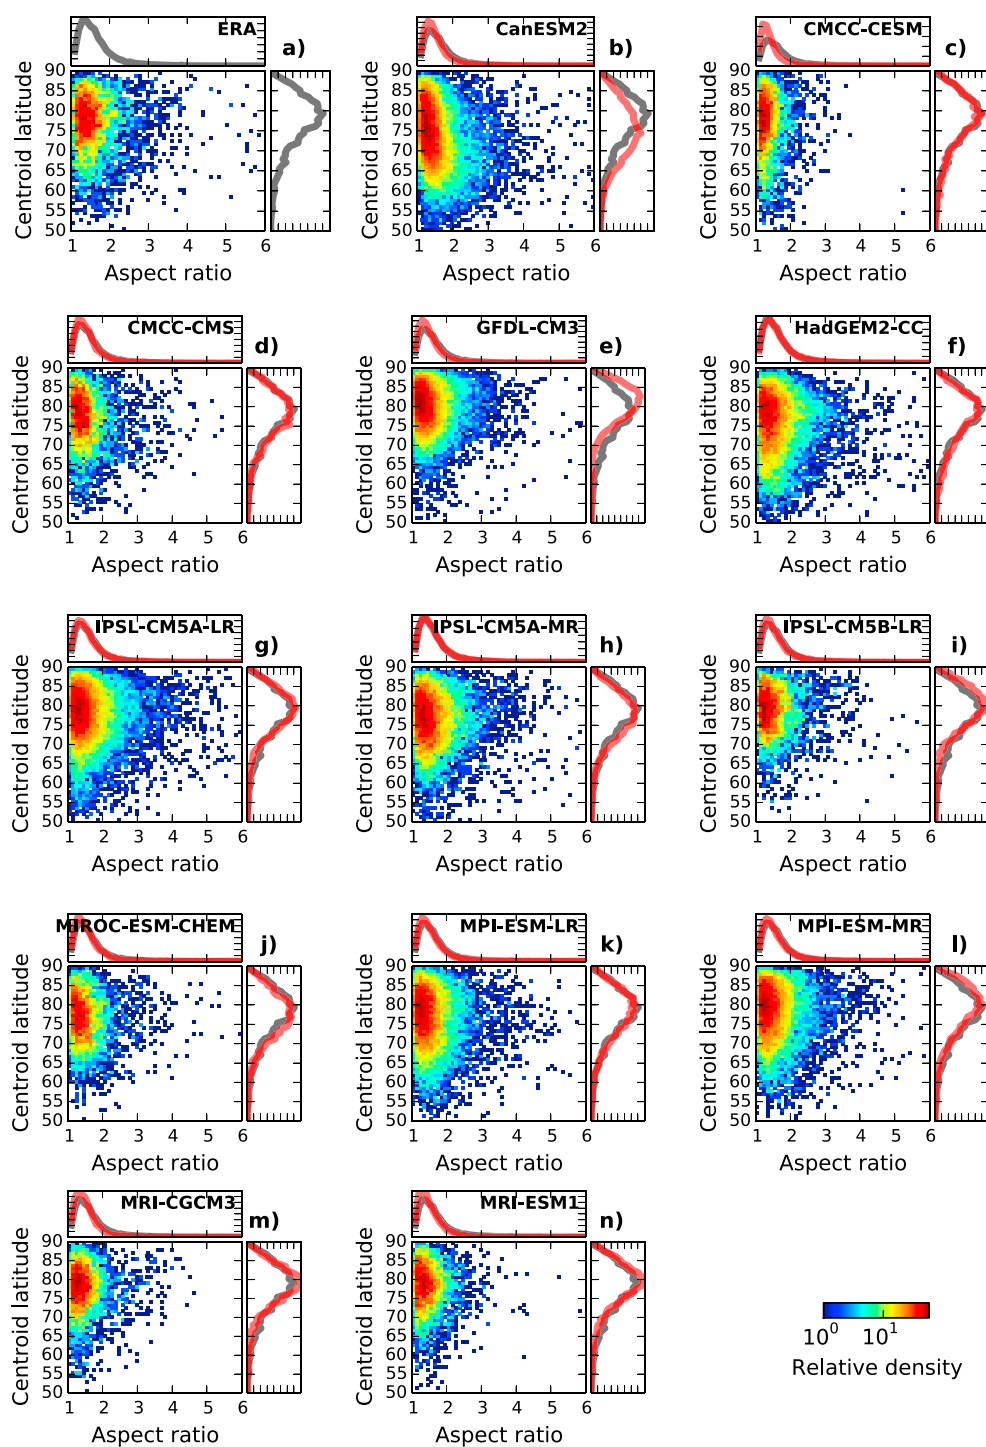 ERA a)
CanESM2 b)
CMCC-CESM c)
Centroid latitude
90
85
80
75
70
65
60
55
50
1 2 3 4 5 6
Aspect ratio
Centroid latitude
90
85
80
75
70
65
60
55
50
1 2 3 4 5 6
Aspect ratio
Centroid latitude
90
85
80
75
70
65
60
55
50
1 2 3 4 5 6
Aspect ratio
CMCC-CMS d)
GFDL-CM3 e)
HadGEM2-CC f)
Centroid latitude
90
85
80
75
70
65
60
55
50
1 2 3 4 5 6
Aspect ratio
Centroid latitude
90
85
80
75
70
65
60
55
50
1 2 3 4 5 6
Aspect ratio
Centroid latitude
90
85
80
75
70
65
60
55
50
1 2 3 4 5 6
Aspect ratio
IPSL-CM5A-LR g)
IPSL-CM5A-MR h)
IPSL-CM5B-LR i)
Centroid latitude
90
85
80
75
70
65
60
55
50
1 2 3 4 5 6
Aspect ratio
Centroid latitude
90
85
80
75
70
65
60
55
50
1 2 3 4 5 6
Aspect ratio
Centroid latitude
90
85
80
75
70
65
60
55
50
1 2 3 4 5 6
Aspect ratio
MIROC-ESM-CHEM j)
MPI-ESM-LR k)
MPI-ESM-MR l)
Centroid latitude
90
85
80
75
70
65
60
55
50
1 2 3 4 5 6
Aspect ratio
Centroid latitude
90
85
80
75
70
65
60
55
50
1 2 3 4 5 6
Aspect ratio
Centroid latitude
90
85
80
75
70
65
60
55
50
1 2 3 4 5 6
Aspect ratio
MRI-CGCM3 m)
MRI-ESM1 n)
Centroid latitude
90
85
80
75
70
65
60
55
50
1 2 3 4 5 6
Aspect ratio
Centroid latitude
90
85
80
75
70
65
60
55
50
1 2 3 4 5 6
Aspect ratio
10⁰ 10¹
Relative density